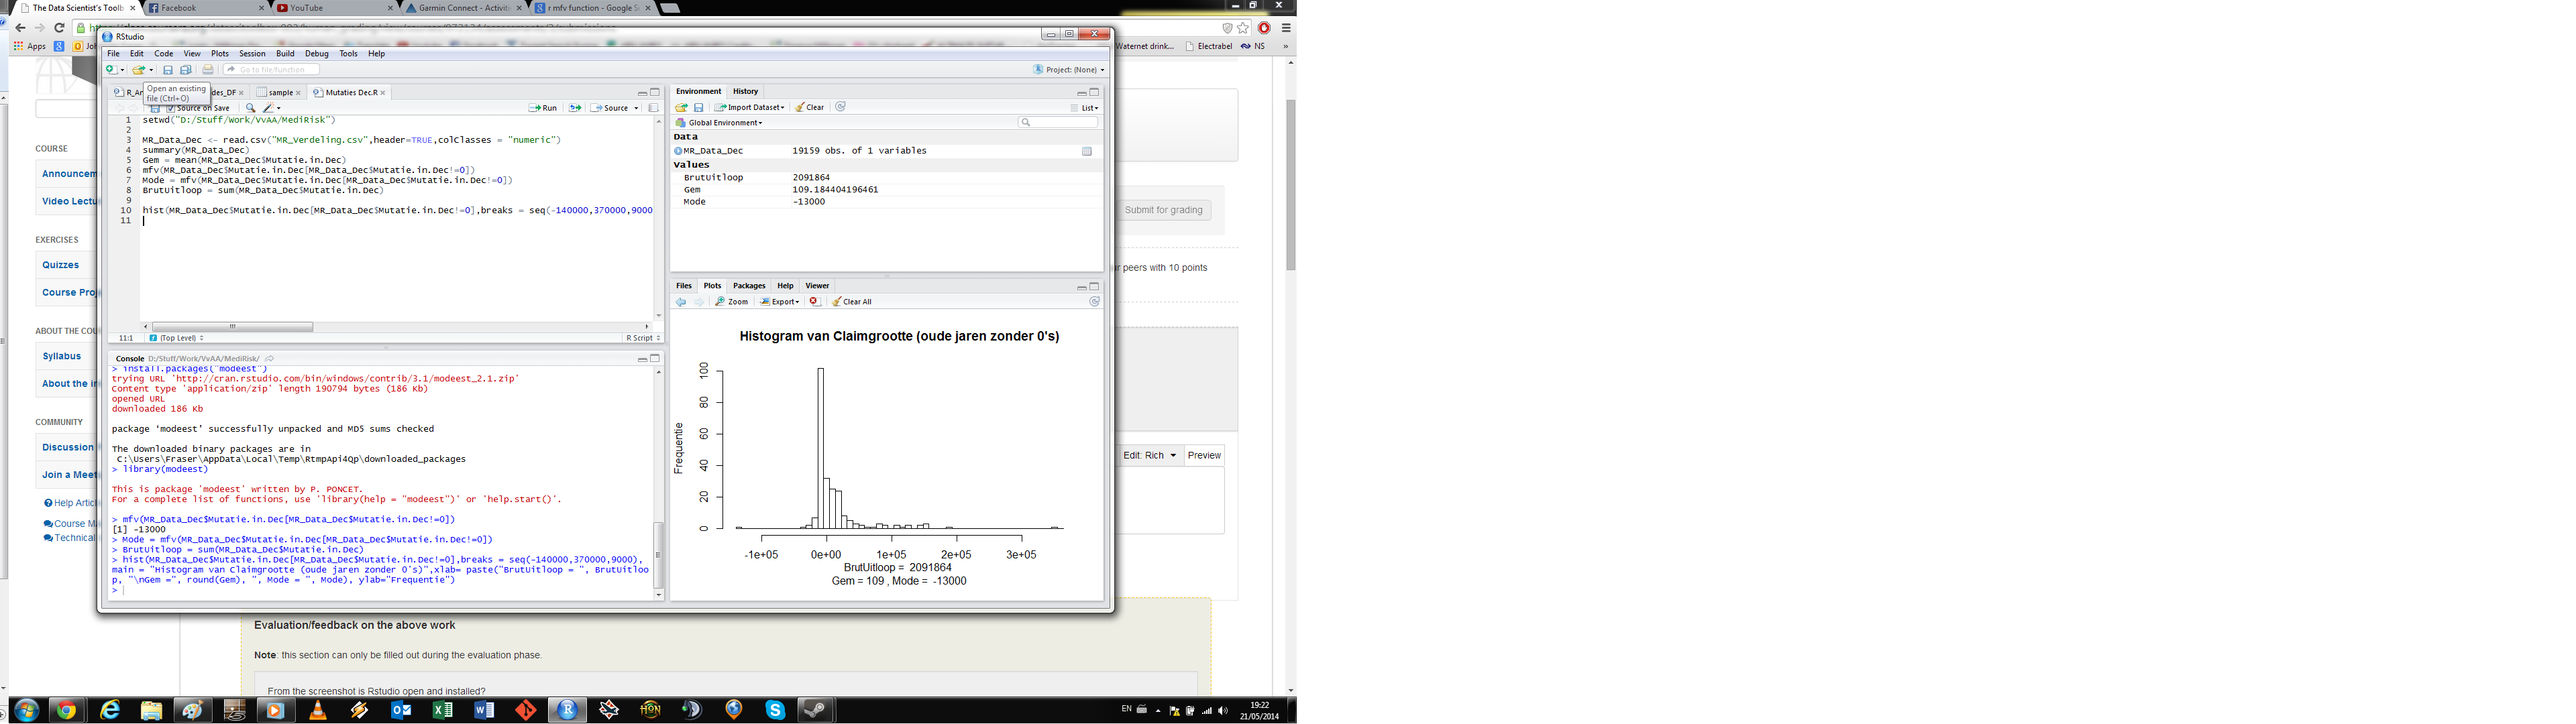 The Data Scientist's Toolb
Facebook
YouTube
Garmin Connect - Activiti
r mfv function - Google Se
Apps
Waternet drink...
Electrabel
NS
»
RStudio
File Edit Code View Plots Session Build Debug Tools Help
Go to file/function
Project: (None)
Open an existing
file (Ctrl+O)
R_An
des_DF
sample
Mutaties Dec.R
Source on Save
Run
Source
1 setwd("D:/Stuff/Work/VvAA/MediRisk")
2
3 MR_Data_Dec <- read.csv("MR_Verdeling.csv",header=TRUE,colClasses = "numeric")
4 summary(MR_Data_Dec)
5 Gem = mean(MR_Data_Dec$Mutatie.in.Dec)
6 mfv(MR_Data_Dec$Mutatie.in.Dec[MR_Data_Dec$Mutatie.in.Dec!=0])
7 Mode = mfv(MR_Data_Dec$Mutatie.in.Dec[MR_Data_Dec$Mutatie.in.Dec!=0])
8 BrutUitloop = sum(MR_Data_Dec$Mutatie.in.Dec)
9
10 hist(MR_Data_Dec$Mutatie.in.Dec[MR_Data_Dec$Mutatie.in.Dec!=0],breaks = seq(-140000,370000,9000
11
11:1 (Top Level) R Script
Console D:/Stuff/Work/VvAA/MediRisk/
> install.packages("modeest")
trying URL 'http://cran.rstudio.com/bin/windows/contrib/3.1/modeest_2.1.zip'
Content type 'application/zip' length 190794 bytes (186 Kb)
opened URL
downloaded 186 Kb
package ‘modeest’ successfully unpacked and MD5 sums checked
The downloaded binary packages are in
C:\Users\Fraser\AppData\Local\Temp\RtmpApi4Qp\downloaded_packages
> library(modeest)
This is package 'modeest' written by P. PONCET.
For a complete list of functions, use 'library(help = "modeest")' or 'help.start()'.
> mfv(MR_Data_Dec$Mutatie.in.Dec[MR_Data_Dec$Mutatie.in.Dec!=0])
[1] -13000
> Mode = mfv(MR_Data_Dec$Mutatie.in.Dec[MR_Data_Dec$Mutatie.in.Dec!=0])
> BrutUitloop = sum(MR_Data_Dec$Mutatie.in.Dec)
> hist(MR_Data_Dec$Mutatie.in.Dec[MR_Data_Dec$Mutatie.in.Dec!=0],breaks = seq(-140000,370000,9000),
main = "Histogram van Claimgrootte (oude jaren zonder 0's)",xlab= paste("BrutUitloop = ", BrutUitloo
p, "\nGem =", round(Gem), ", Mode = ", Mode), ylab="Frequentie")
>
Environment History
Import Dataset
Clear
List
Global Environment
Data
MR_Data_Dec 19159 obs. of 1 variables
Values
BrutUitloop 2091864
Gem 109.184404196461
Mode -13000
Files Plots Packages Help Viewer
Zoom Export Clear All
Histogram van Claimgrootte (oude jaren zonder 0's)
Frequentie
100
80
60
40
20
0
-1e+05 0e+00 1e+05 2e+05 3e+05
BrutUitloop = 2091864
Gem = 109 , Mode = -13000
COURSE
Announcem
Video Lectu
EXERCISES
Quizzes
Course Proj
ABOUT THE COU
Syllabus
About the in
COMMUNITY
Discussion
Join a Meet
Help Articl
Course Ma
Technical
Submit for grading
ur peers with 10 points
Edit: Rich
Preview
Evaluation/feedback on the above work
Note: this section can only be filled out during the evaluation phase.
From the screenshot is Rstudio open and installed?
EN
19:22
21/05/2014